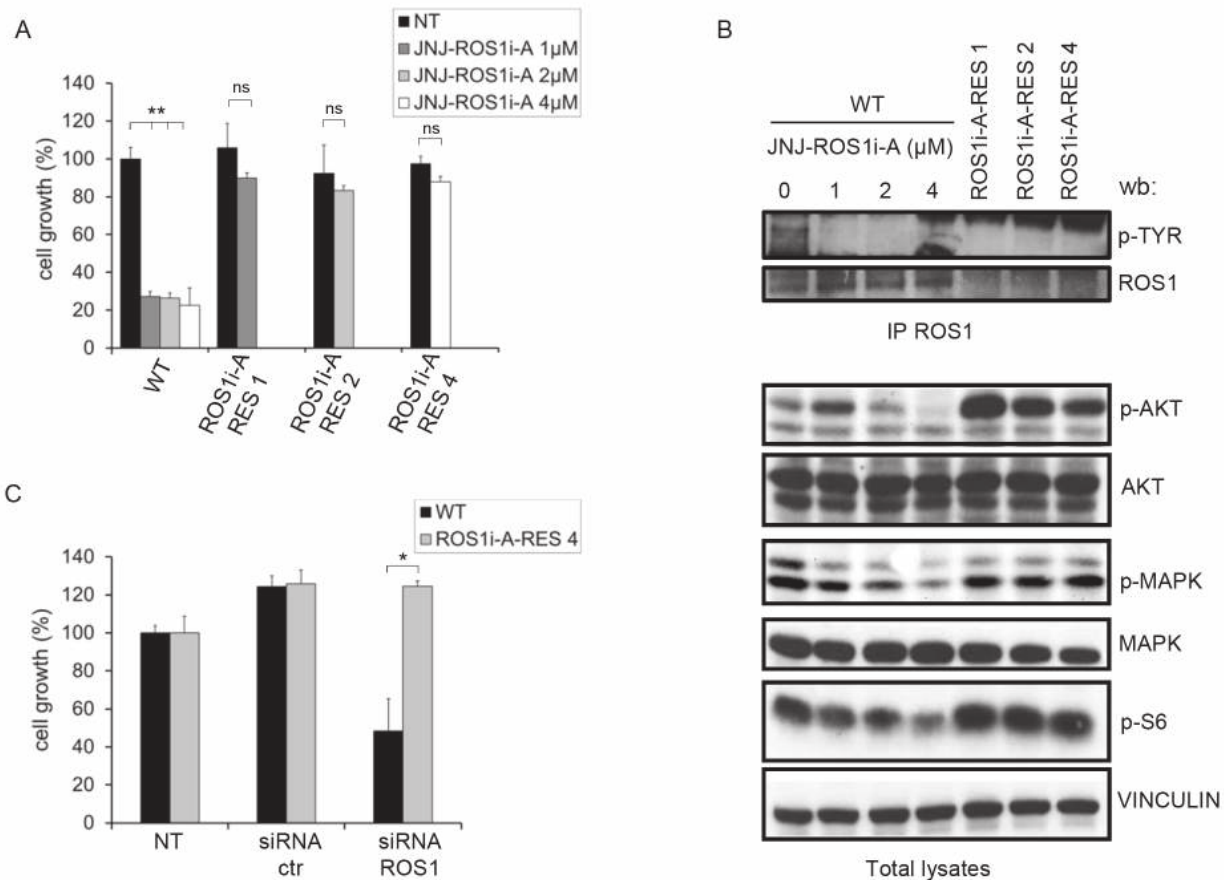 A
NT
JNJ-ROS1i-A 1µM
JNJ-ROS1i-A 2µM
JNJ-ROS1i-A 4µM
cell growth (%)
140
120
100
80
60
40
20
0
**
ns
ns
ns
WT
ROS1i-A
RES 1
ROS1i-A
RES 2
ROS1i-A
RES 4
B
WT
JNJ-ROS1i-A (µM)
0 1 2 4
ROS1i-A-RES 1
ROS1i-A-RES 2
ROS1i-A-RES 4
wb:
p-TYR
ROS1
IP ROS1
p-AKT
AKT
p-MAPK
MAPK
p-S6
VINCULIN
Total lysates
C
WT
ROS1i-A-RES 4
cell growth (%)
140
120
100
80
60
40
20
0
*
NT
siRNA
ctr
siRNA
ROS1